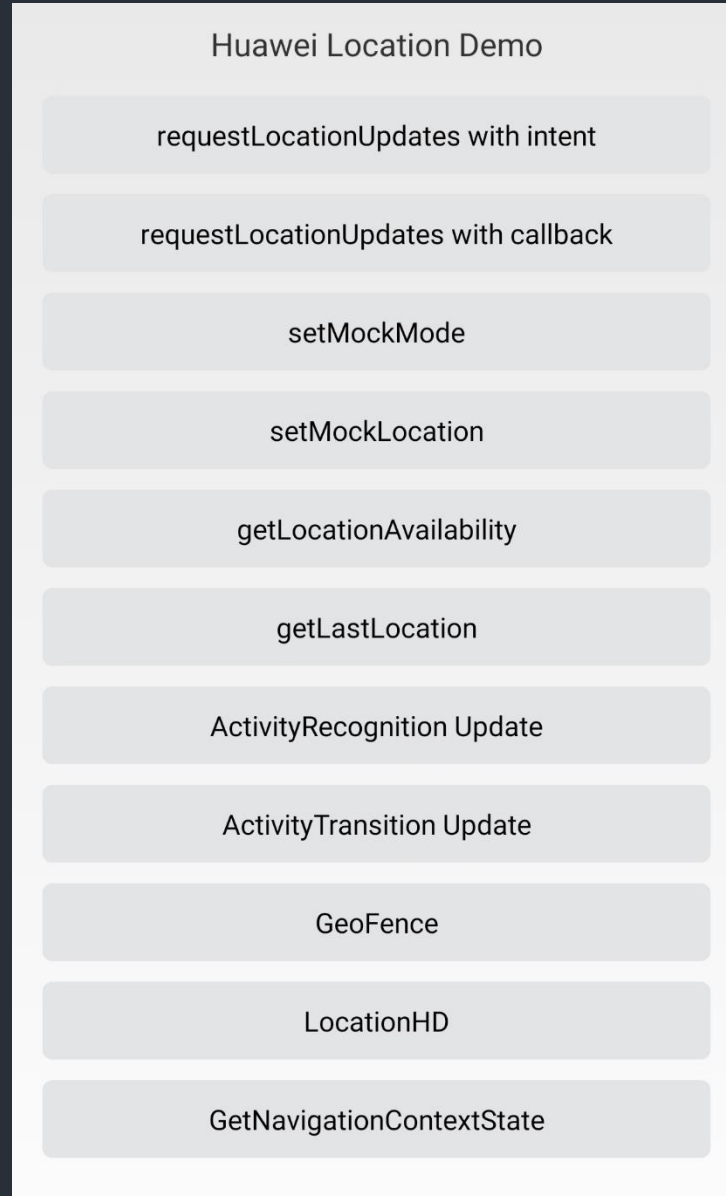 Huawei Location Demo
requestLocationUpdates with intent
requestLocationUpdates with callback
setMockMode
setMockLocation
getLocationAvailability
getLastLocation
ActivityRecognition Update
ActivityTransition Update
GeoFence
LocationHD
GetNavigationContextState